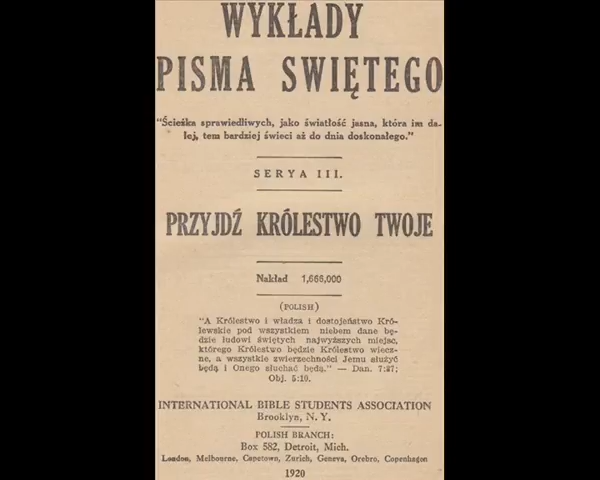 WYKŁADY
PISMA SWIĘTEGO
"Ścieżka sprawiedliwych, jako światłość jasna, która im da-
lej, tem bardziej świeci aż do dnia doskonałego."
SERYA III.
PRZYJDŹ KRÓLESTWO TWOJE
Nakład 1,666,000
(POLISH)
"A Królestwo i władza i dostojeństwo Kró-
lewskie pod wszystkiem niebem dane bę-
dzie ludowi świętych najwyższych miejsc,
którego Królestwo będzie Królestwo wiecz-
ne, a wszystkie zwierzchności Jemu służyć
będą i Onego słuchać będą." — Dan. 7:27;
Obj. 5:10.
INTERNATIONAL BIBLE STUDENTS ASSOCIATION
Brooklyn, N. Y.
POLISH BRANCH:
Box 582, Detroit, Mich.
London, Melbourne, Capetown, Zurich, Geneva, Orebro, Copenhagen
1920